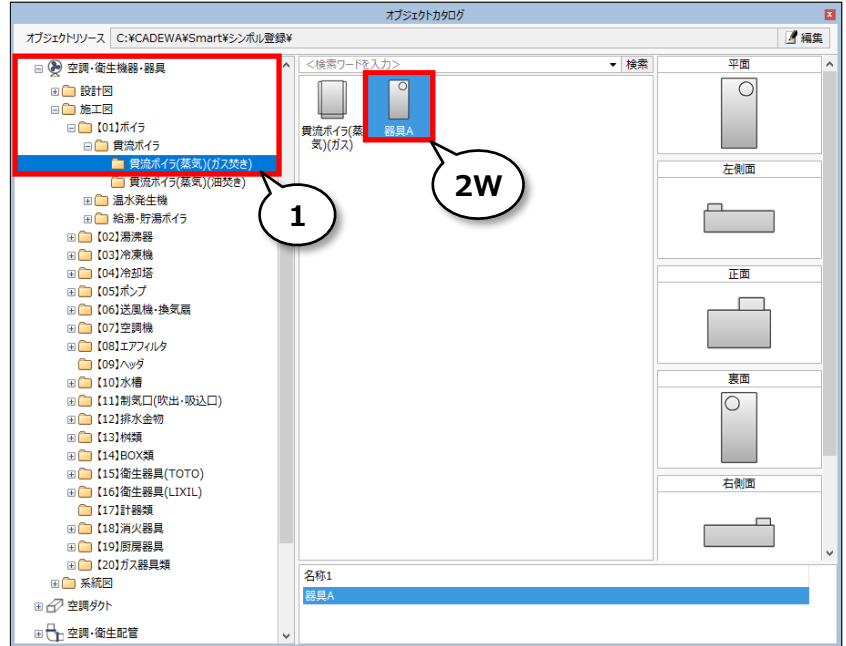 オブジェクトカタログ
オブジェクトリソース C:¥CADEWA¥Smart¥シンボル登録¥
編集
空調・衛生機器・器具
設計図
施工図
【01】ボイラ
貫流ボイラ
貫流ボイラ(蒸気)(ガス焚き)
貫流ボイラ(蒸気)(油焚き)
温水発生機
給湯・貯湯ボイラ
【02】湯沸器
【03】冷凍機
【04】冷却塔
【05】ポンプ
【06】送風機・換気扇
【07】空調機
【08】エアフィルタ
【09】ヘッダ
【10】水槽
【11】制気口(吹出・吸込口)
【12】排水金物
【13】桝類
【14】BOX類
【15】衛生器具(TOTO)
【16】衛生器具(LIXIL)
【17】計器類
【18】消火器具
【19】厨房器具
【20】ガス器具類
系統図
空調ダクト
空調・衛生配管
1
<検索ワードを入力>
検索
貫流ボイラ(蒸
気)(ガス)
器具A
2W
平面
左側面
正面
裏面
右側面
名称1
器具A